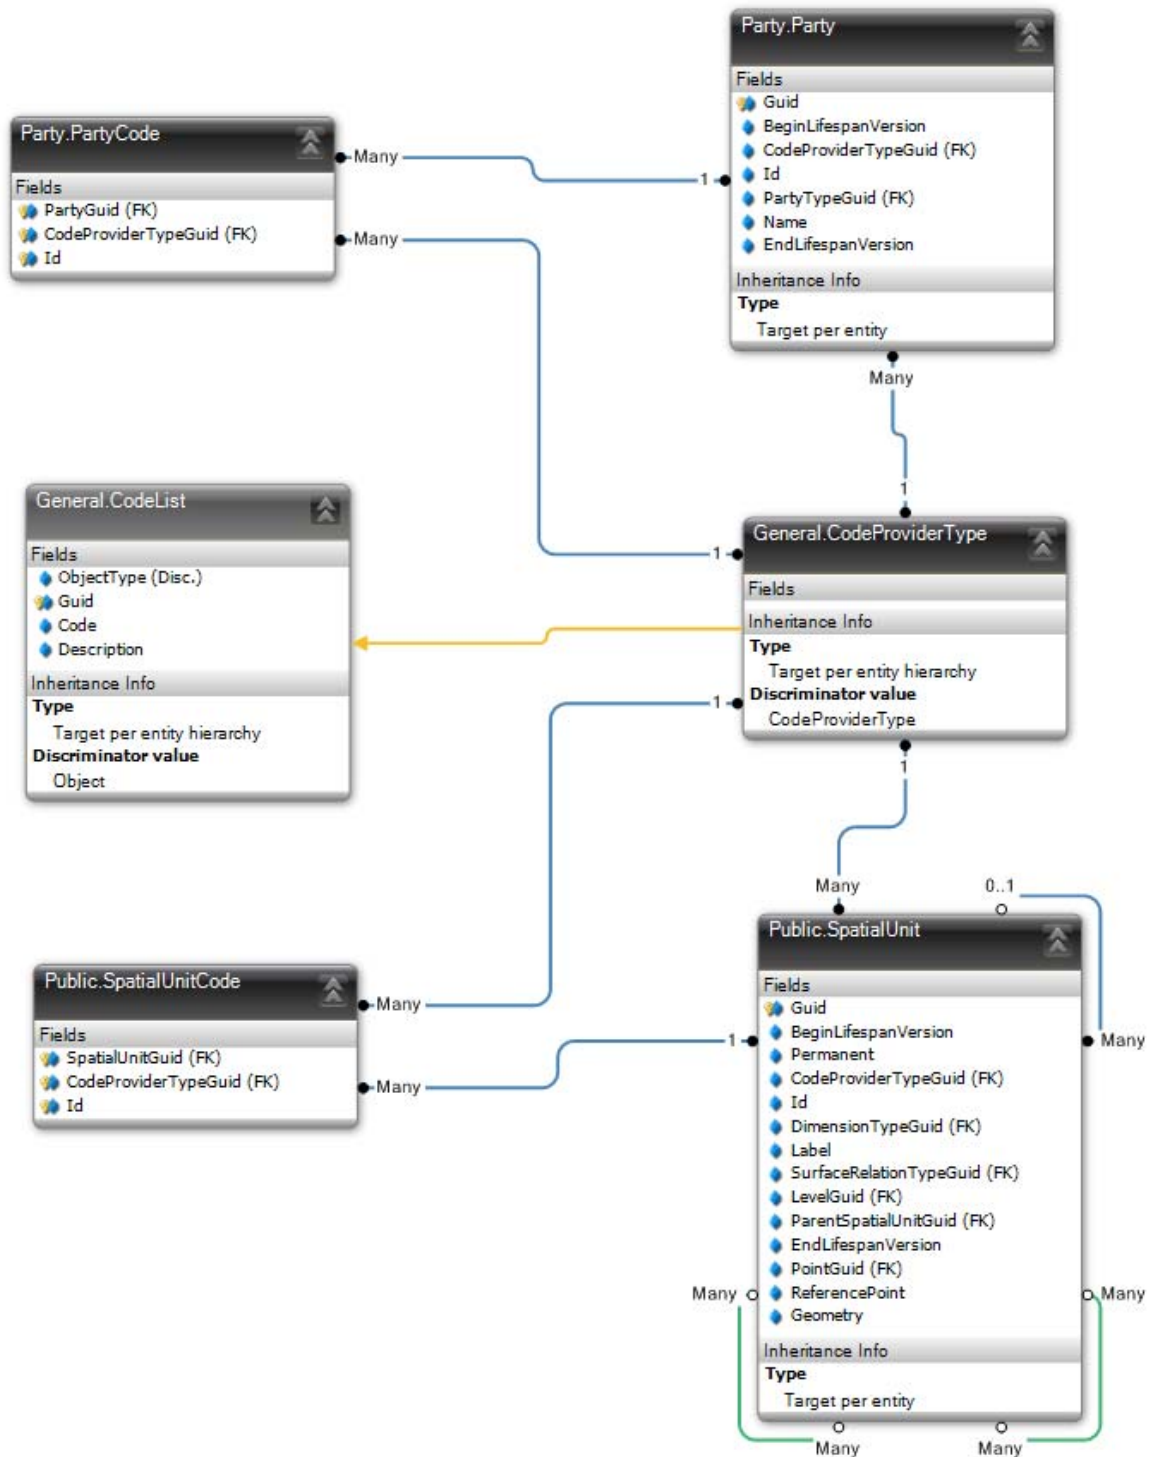 Party.Party
Fields
Guid
BeginLifespanVersion
CodeProviderTypeGuid (FK)
Id
PartyTypeGuid (FK)
Name
EndLifespanVersion
Inheritance Info
Type
Target per entity
Many
1
Party.PartyCode
Fields
PartyGuid (FK)
CodeProviderTypeGuid (FK)
Id
Many
1
Many
1
General.CodeList
Fields
ObjectType (Disc.)
Guid
Code
Description
Inheritance Info
Type
Target per entity hierarchy
Discriminator value
Object
General.CodeProviderType
Fields
Inheritance Info
Type
Target per entity hierarchy
Discriminator value
CodeProviderType
1
1
Many
0..1
Public.SpatialUnitCode
Fields
SpatialUnitGuid (FK)
CodeProviderTypeGuid (FK)
Id
Many
Many
1
Public.SpatialUnit
Fields
Guid
BeginLifespanVersion
Permanent
CodeProviderTypeGuid (FK)
Id
DimensionTypeGuid (FK)
Label
SurfaceRelationTypeGuid (FK)
LevelGuid (FK)
ParentSpatialUnitGuid (FK)
EndLifespanVersion
PointGuid (FK)
ReferencePoint
Geometry
Inheritance Info
Type
Target per entity
Many
Many
Many
Many
Many